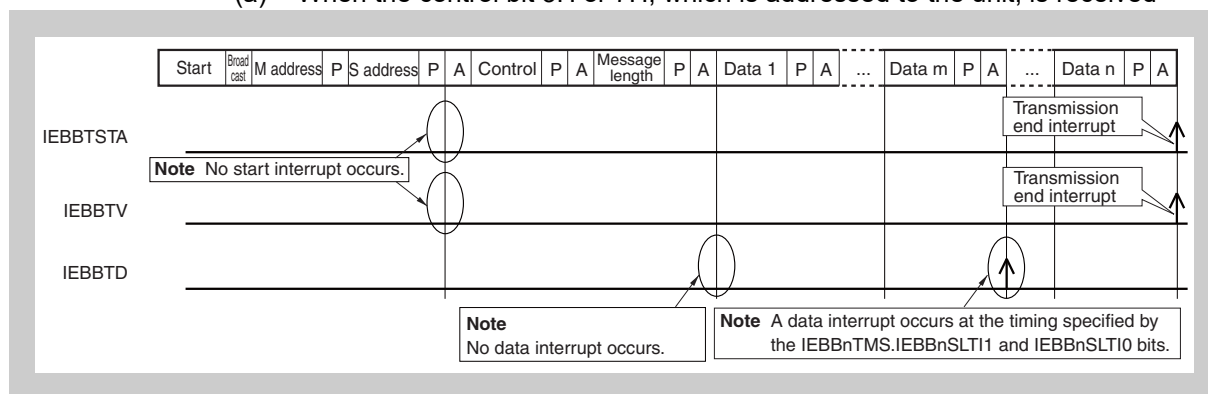 (a) When the control bit 3H or 7H, which is addressed to the unit, is received
Start Broad cast M address P S address P A Control P A Message length P A Data 1 P A ... Data m P A ... Data n P A
IEBBTSTA
Transmission
end interrupt
Note No start interrupt occurs.
IEBBTV
Transmission
end interrupt
IEBBTD
Note
No data interrupt occurs.
Note A data interrupt occurs at the timing specified by
the IEBBnTMS.IEBBnSLTI1 and IEBBnSLTI0 bits.